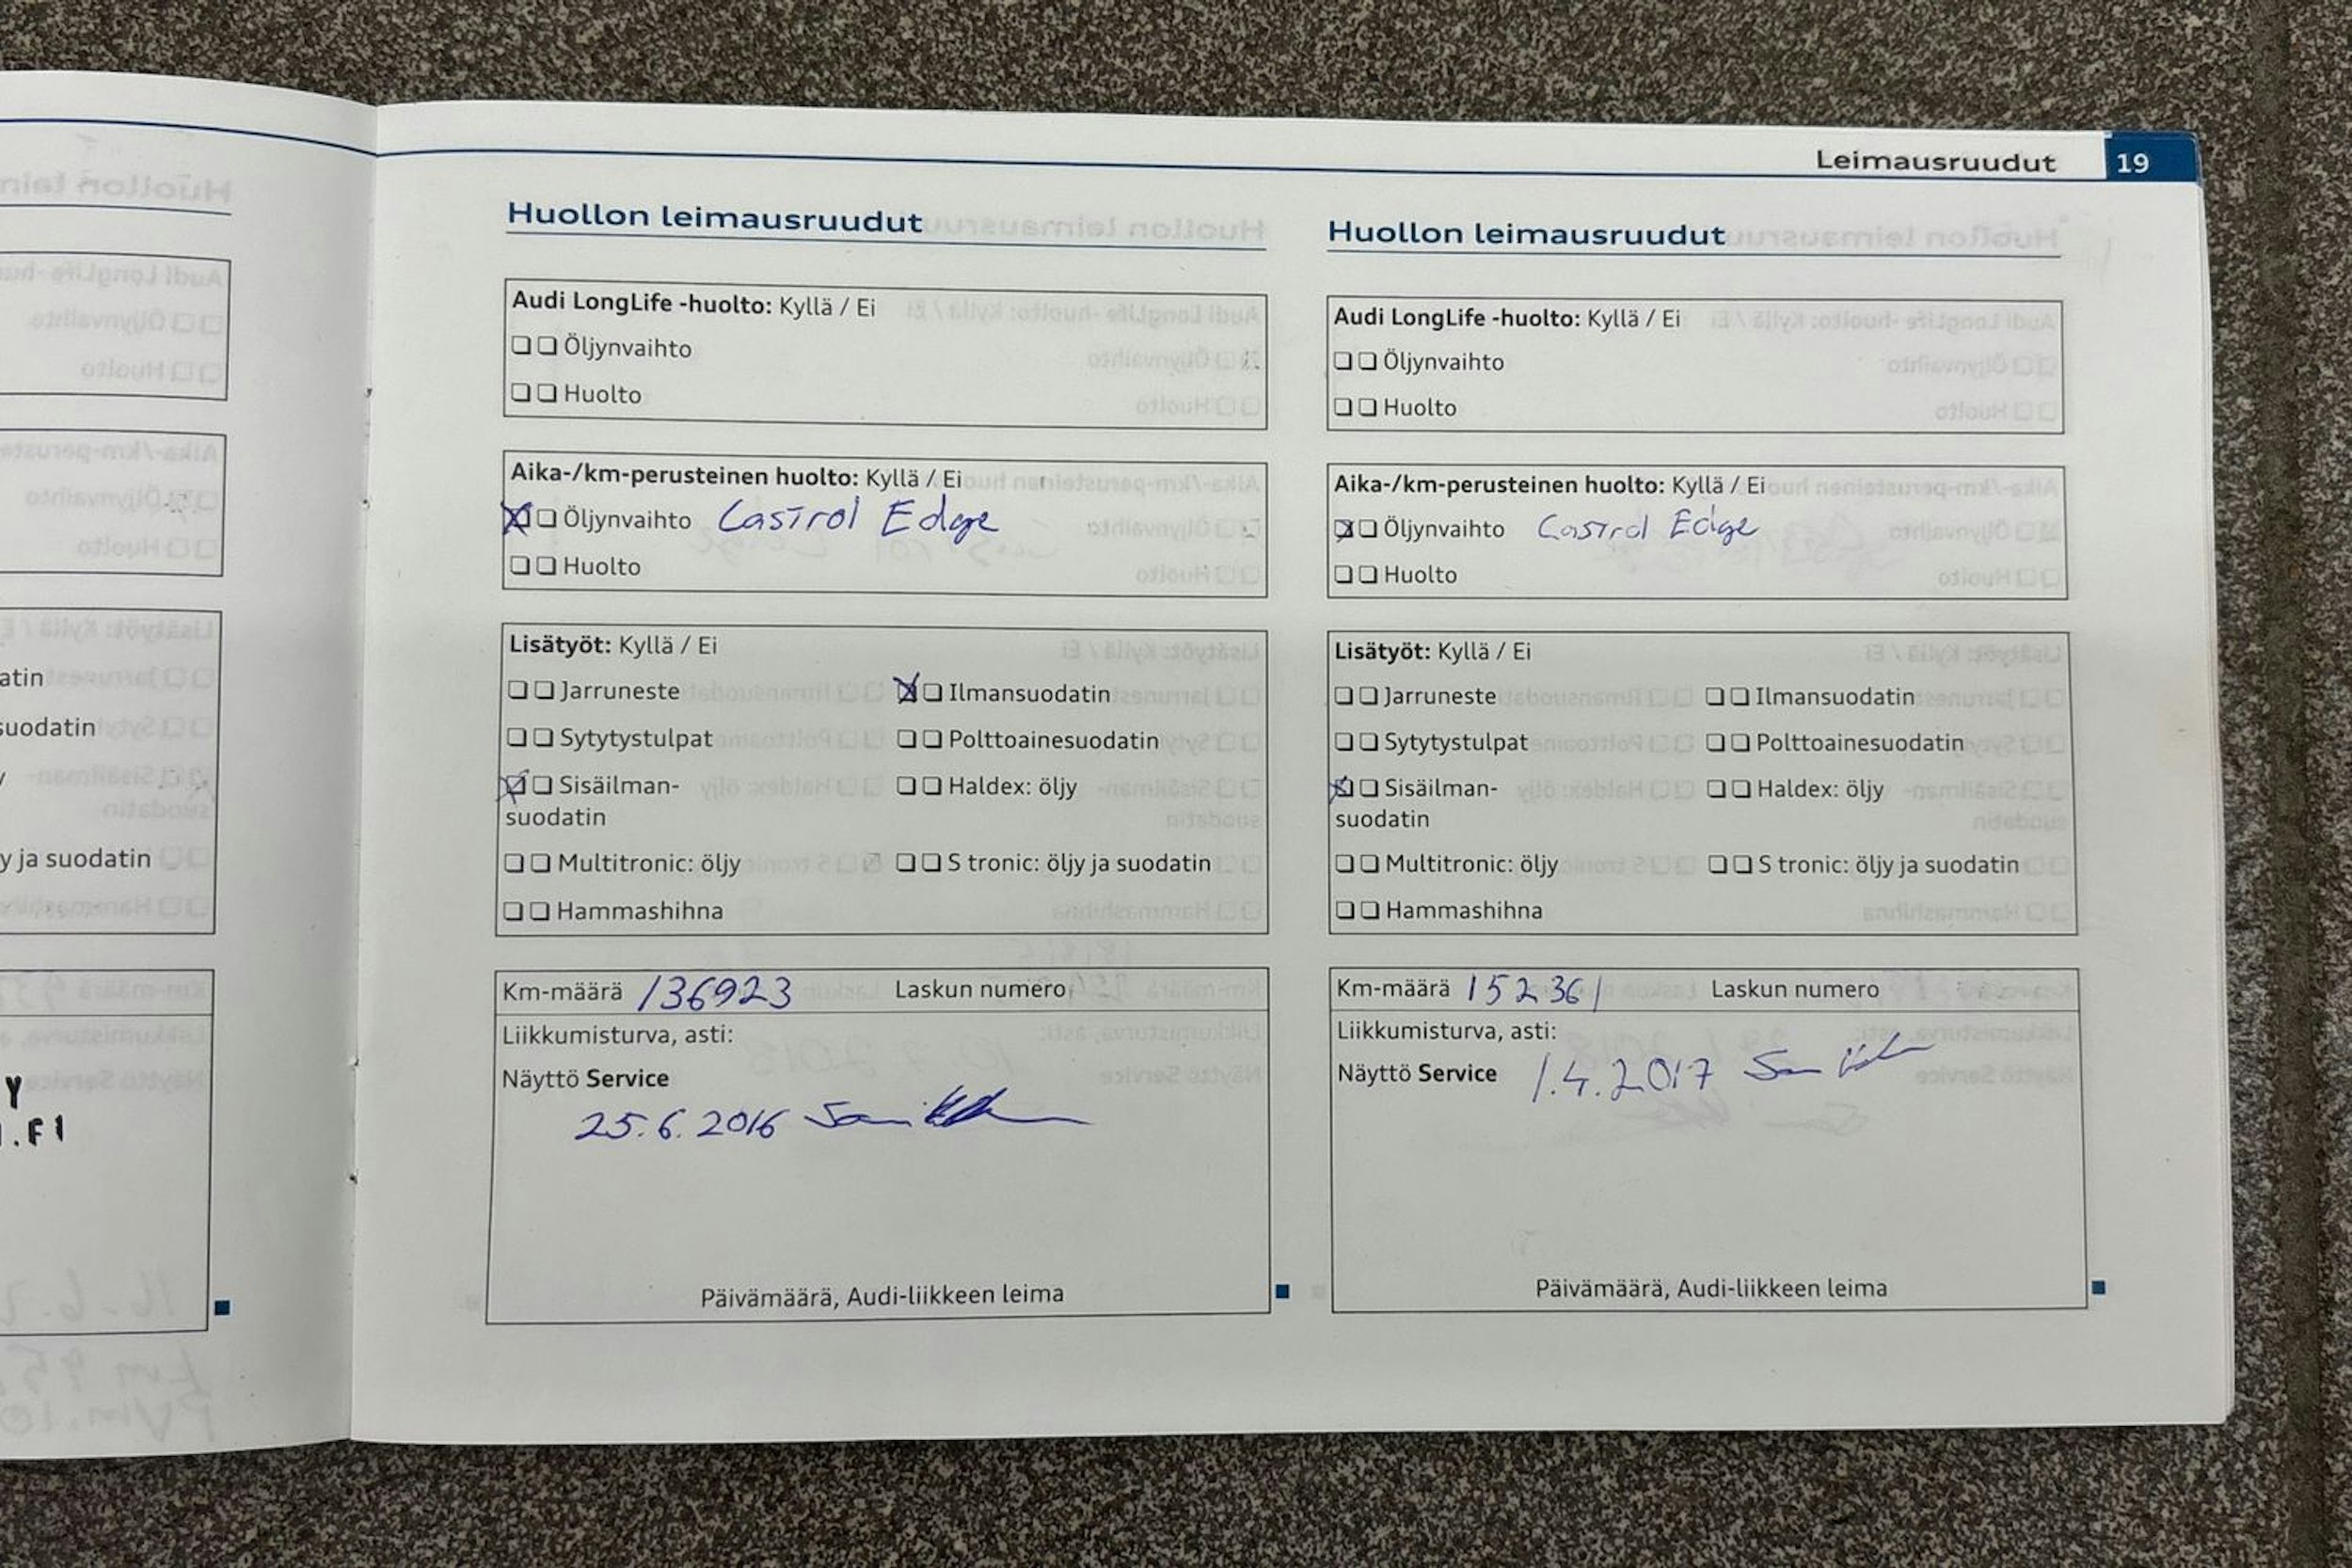 Leimausruudut 19
atin
suodatin
y ja suodatin
Y
.FI
Huollon leimausruudut
Audi LongLife -huolto: Kyllä / Ei
❏ ❏ Öljynvaihto
❏ ❏ Huolto
Aika-/km-perusteinen huolto: Kyllä / Ei
☒ ❏ Öljynvaihto Castrol Edge
❏ ❏ Huolto
Lisätyöt: Kyllä / Ei
❏ ❏ Jarruneste ☒ ❏ Ilmansuodatin
❏ ❏ Sytytystulpat ❏ ❏ Polttoainesuodatin
☒ ❏ Sisäilman- ❏ ❏ Haldex: öljy
suodatin
❏ ❏ Multitronic: öljy ❏ ❏ S tronic: öljy ja suodatin
❏ ❏ Hammashihna
Km-määrä 136923 Laskun numero
Liikkumisturva, asti:
Näyttö Service
25.6.2016
Päivämäärä, Audi-liikkeen leima
Huollon leimausruudut
Audi LongLife -huolto: Kyllä / Ei
❏ ❏ Öljynvaihto
❏ ❏ Huolto
Aika-/km-perusteinen huolto: Kyllä / Ei
☒ ❏ Öljynvaihto Castrol Edge
❏ ❏ Huolto
Lisätyöt: Kyllä / Ei
❏ ❏ Jarruneste ❏ ❏ Ilmansuodatin
❏ ❏ Sytytystulpat ❏ ❏ Polttoainesuodatin
☒ ❏ Sisäilman- ❏ ❏ Haldex: öljy
suodatin
❏ ❏ Multitronic: öljy ❏ ❏ S tronic: öljy ja suodatin
❏ ❏ Hammashihna
Km-määrä 152361 Laskun numero
Liikkumisturva, asti:
Näyttö Service 1.4.2017
Päivämäärä, Audi-liikkeen leima